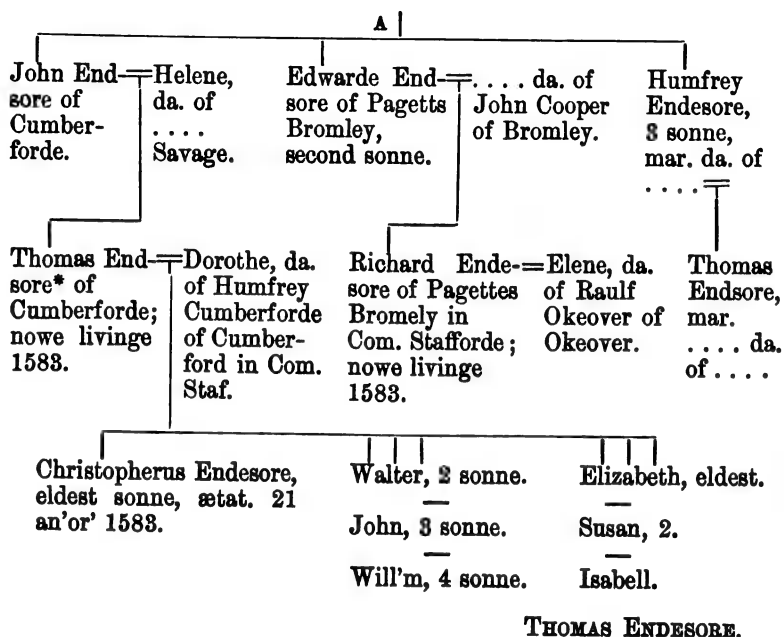 A
John End-
sore of
Cumber-
forde.
Helene,
da. of
. . . .
Savage.
Edwarde End-
sore of Pagetts
Bromley,
second sonne.
. . . . da. of
John Cooper
of Bromley.
Humfrey
Endesore,
3 sonne,
mar. da. of
. . . .
Thomas End-
sore* of
Cumberforde;
nowe livinge
1583.
Dorothe, da.
of Humfrey
Cumberforde
of Cumber-
ford in Com.
Staf.
Richard Ende-
sore of Pagettes
Bromely in
Com. Stafforde;
nowe livinge
1583.
Elene, da.
of Raulf
Okeover of
Okeover.
Thomas
Endsore,
mar.
. . . . da.
of . . . .
Christopherus Endesore,
eldest sonne, ætat. 21
an'or' 1583.
Walter, 2 sonne.
John, 3 sonne.
Will'm, 4 sonne.
Elizabeth, eldest.
Susan, 2.
Isabell.
THOMAS ENDESORE.